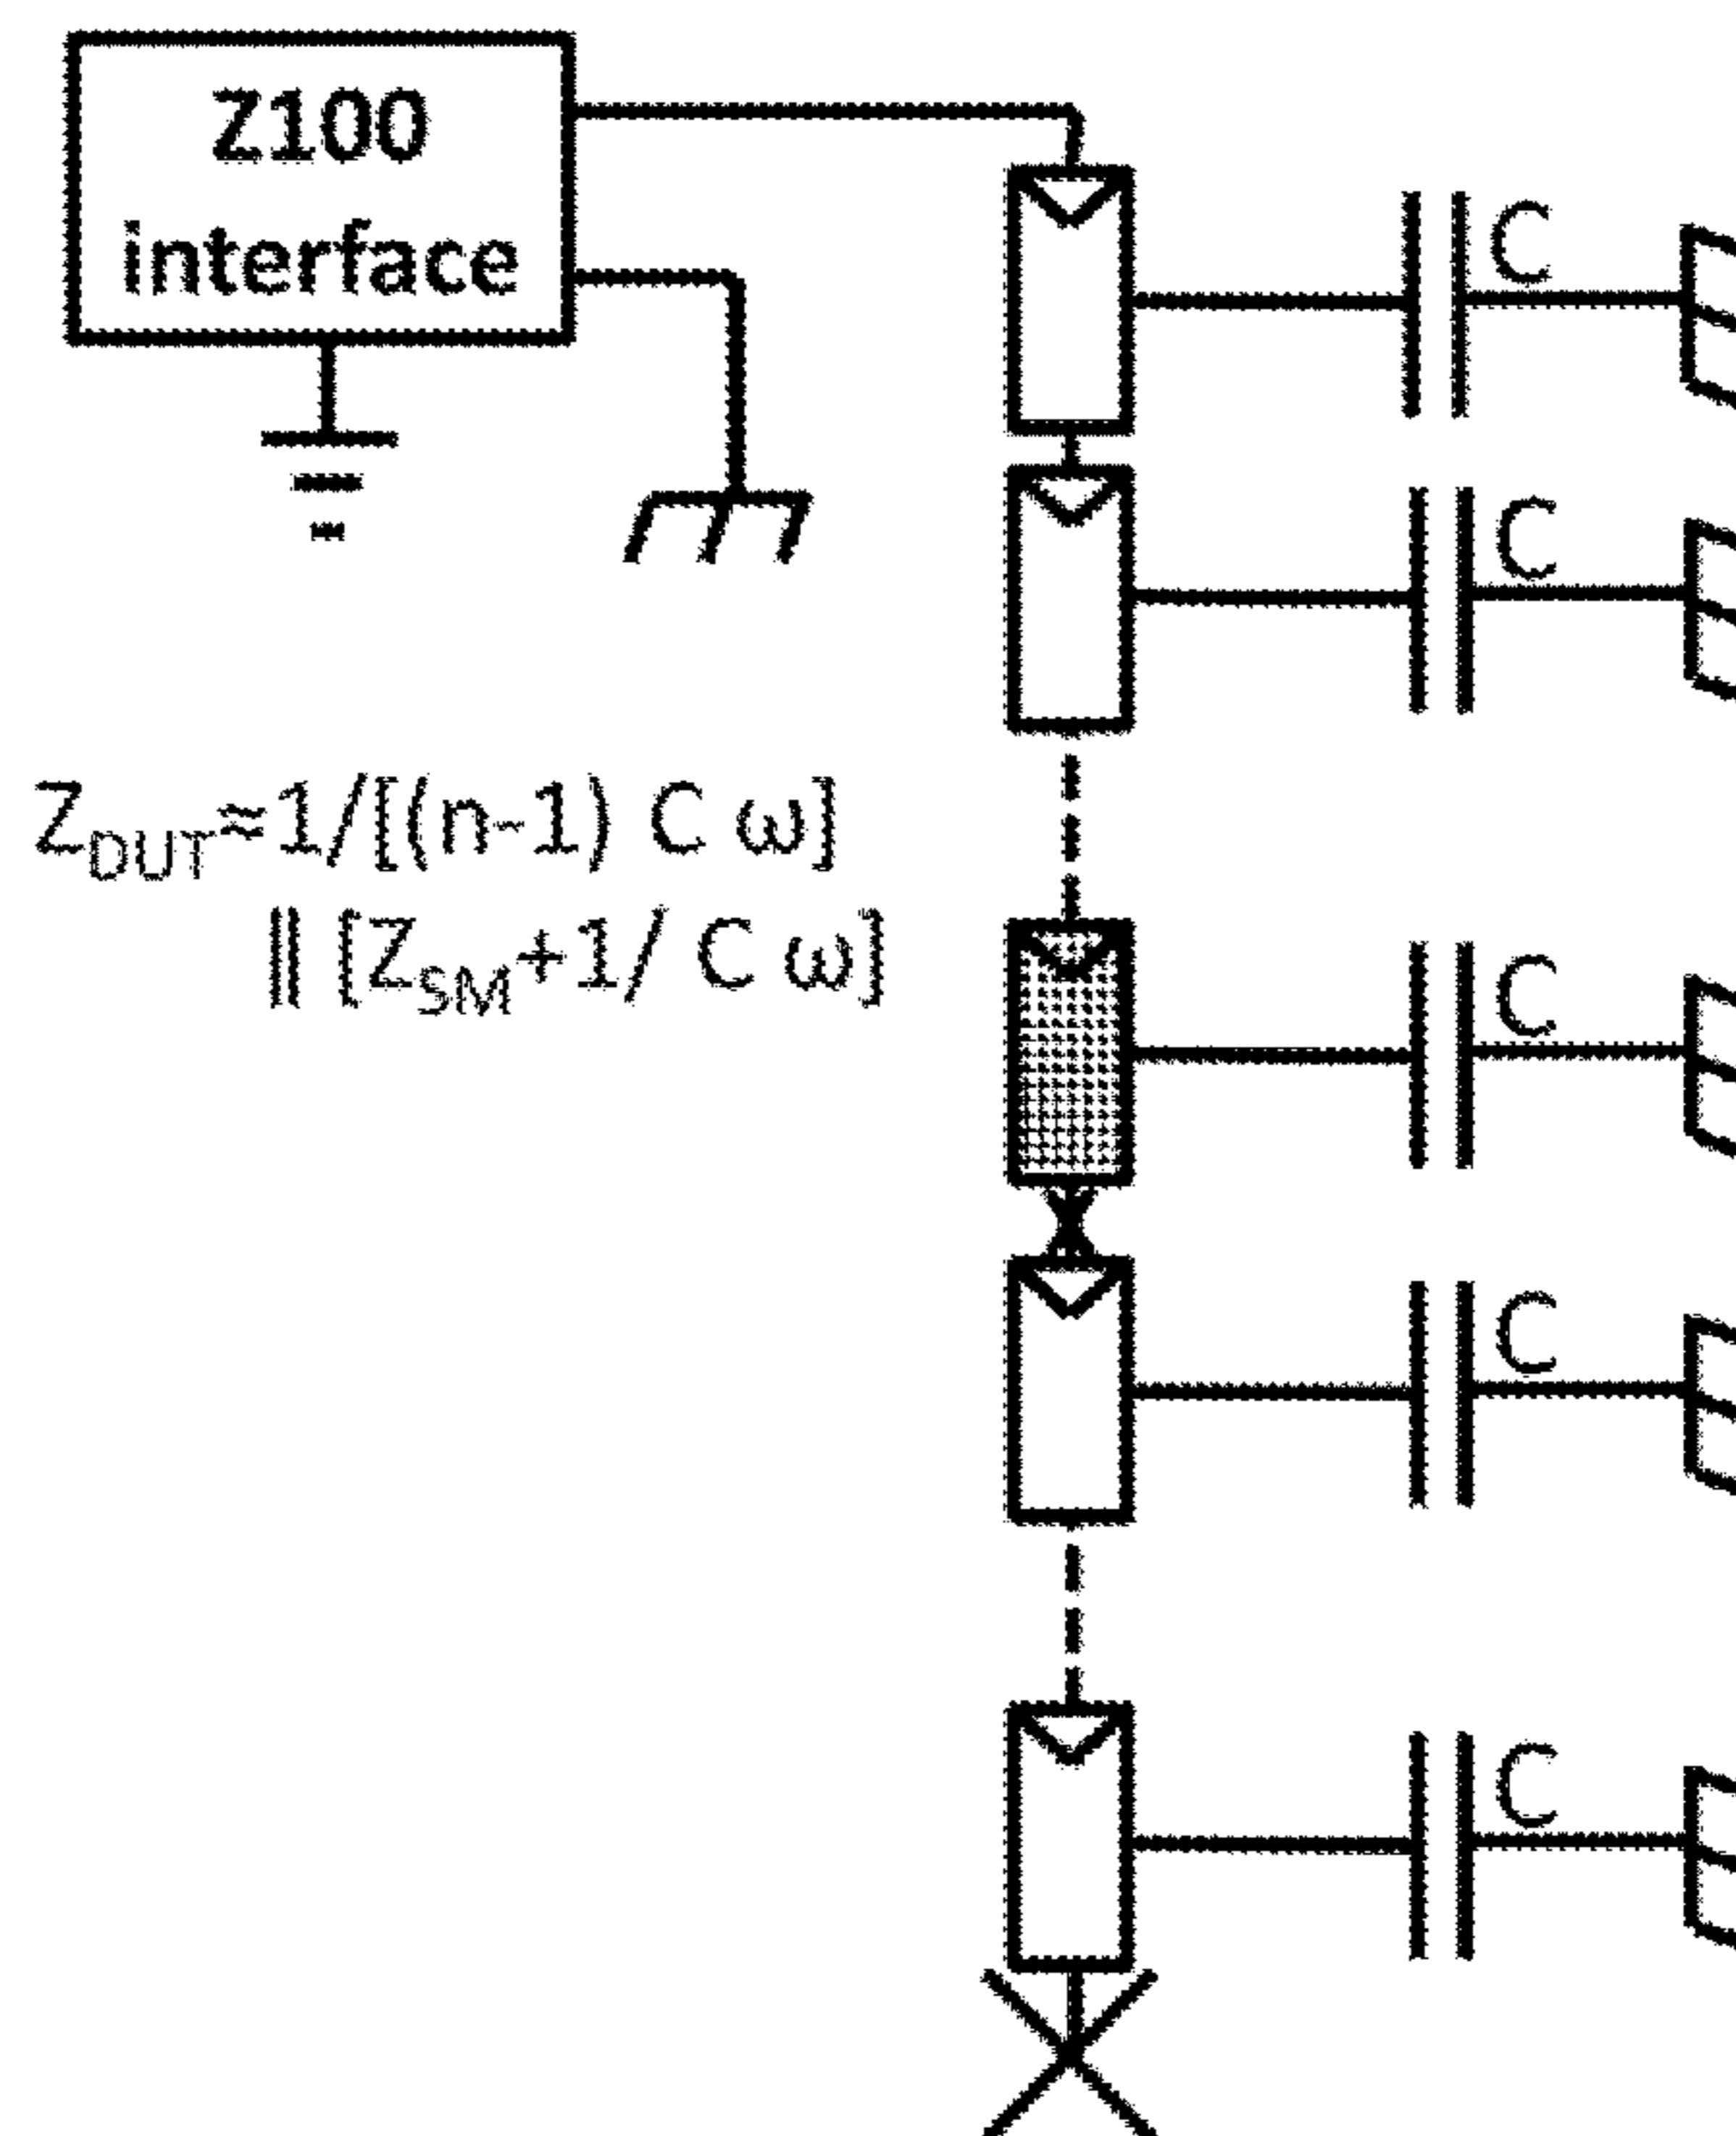 Z100
interface
C
C
Z_DUT≈1/[(n-1) C ω]
|| [Z_SM+1/ C ω]
C
C
C